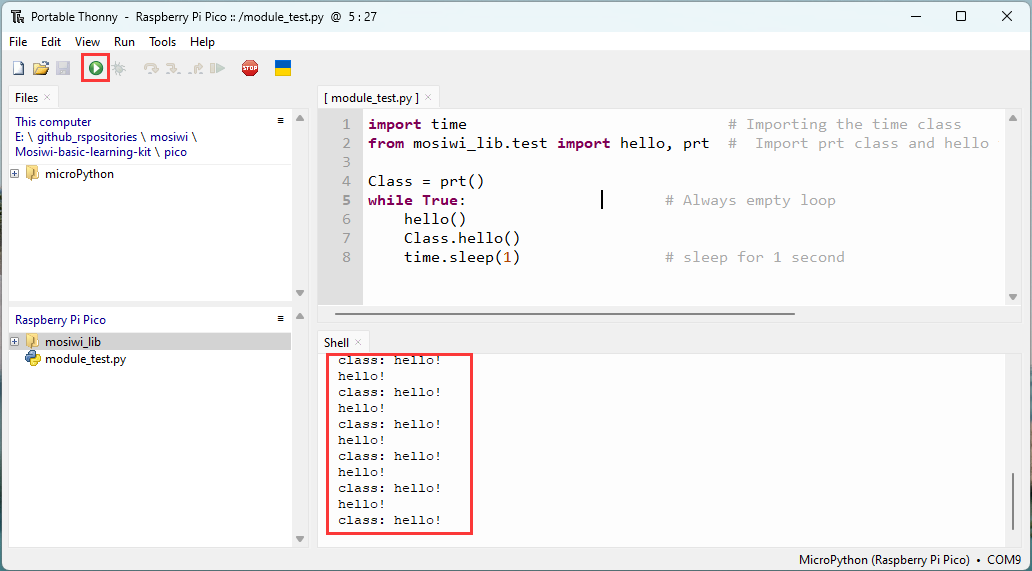 Portable Thonny - Raspberry Pi Pico :: /module_test.py @ 5 : 27
File Edit View Run Tools Help
STOP
Files
This computer
E: \ github_rspositories \ mosiwi \
Mosiwi-basic-learning-kit \ pico
microPython
Raspberry Pi Pico
mosiwi_lib
module_test.py
[ module_test.py ]
1 import time # Importing the time class
2 from mosiwi_lib.test import hello, prt # Import prt class and hello
3
4 Class = prt()
5 while True: # Always empty loop
6 hello()
7 Class.hello()
8 time.sleep(1) # sleep for 1 second
Shell
class: hello!
hello!
class: hello!
hello!
class: hello!
hello!
class: hello!
hello!
class: hello!
hello!
class: hello!
MicroPython (Raspberry Pi Pico) • COM9